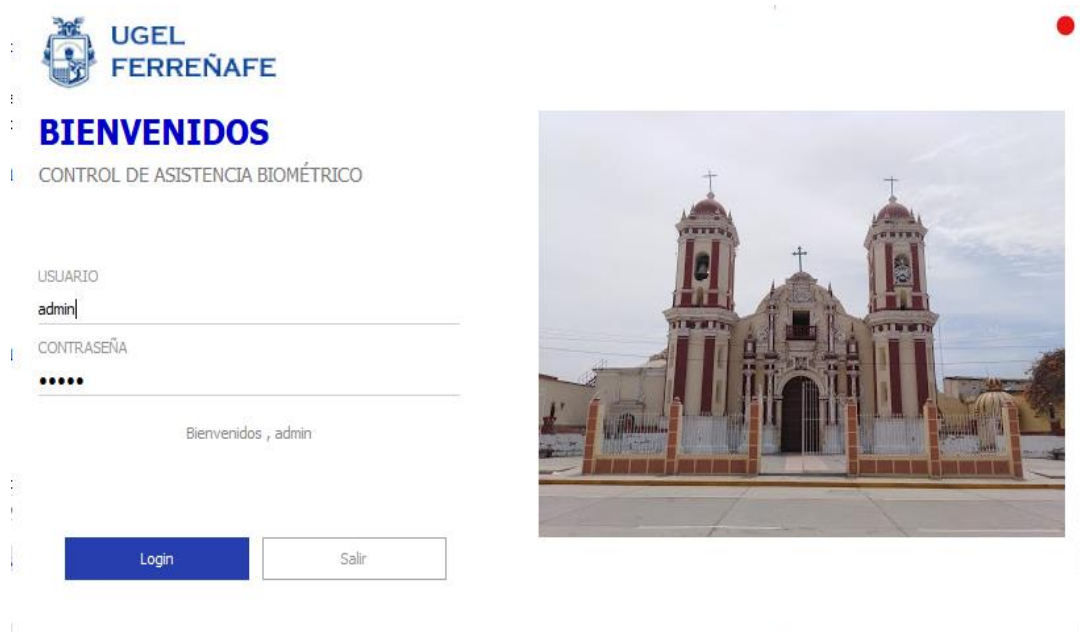 UGEL
FERREÑAFE
BIENVENIDOS
CONTROL DE ASISTENCIA BIOMÉTRICO
USUARIO
admin
CONTRASEÑA
•••••
Bienvenidos , admin
Login
Salir